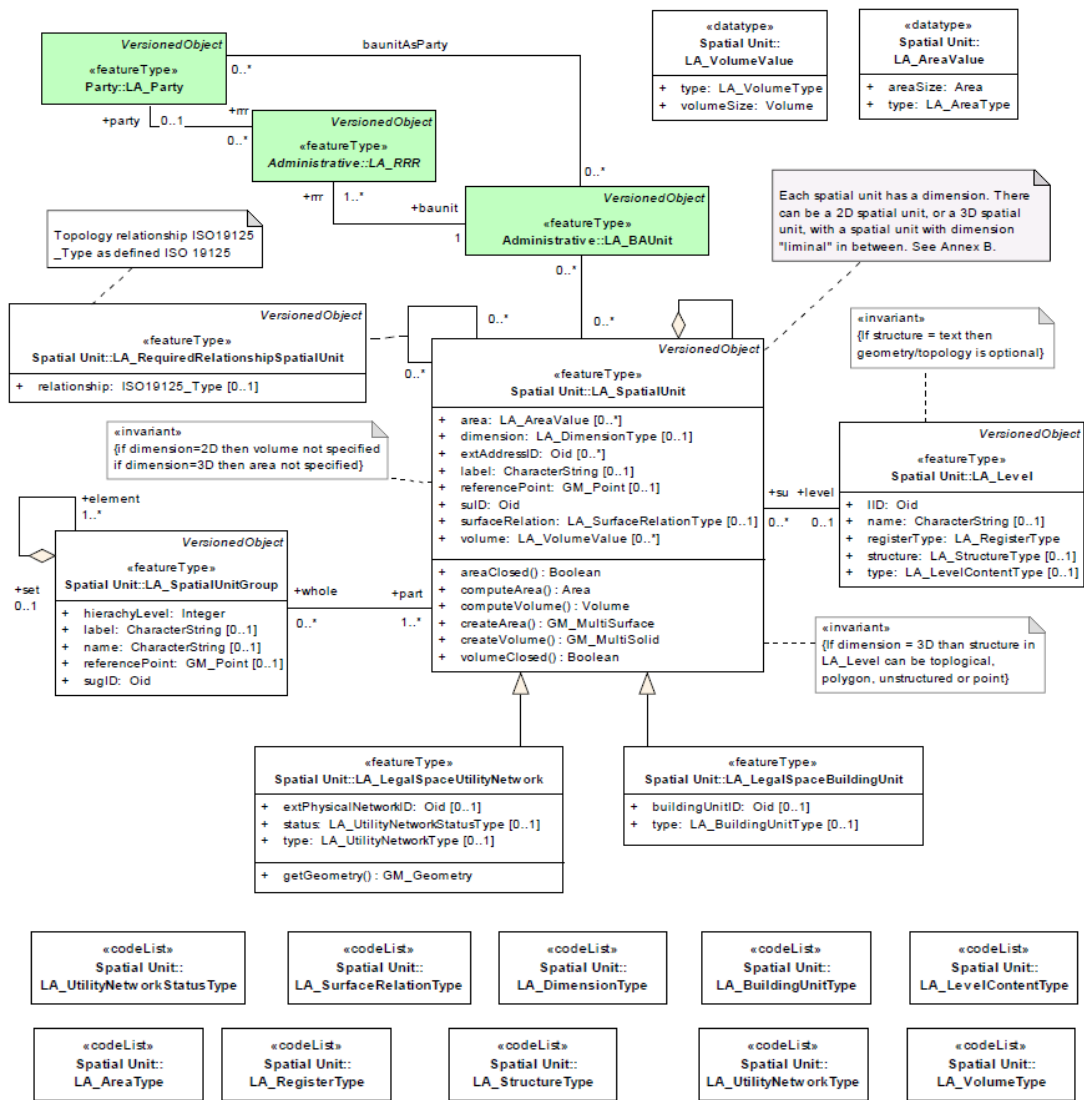 VersionedObject
«featureType»
Party::LA_Party
baunitAsParty
0..*
+party
0..1
+rrr
0..*
VersionedObject
«featureType»
Administrative::LA_RRR
+rrr
1..*
+baunit
1
0..*
VersionedObject
«featureType»
Administrative::LA_BAUnit
0..*
0..*
«datatype»
Spatial Unit::
LA_VolumeValue
+ type: LA_VolumeType
+ volumeSize: Volume
«datatype»
Spatial Unit::
LA_AreaValue
+ areaSize: Area
+ type: LA_AreaType
Each spatial unit has a dimension. There
can be a 2D spatial unit, or a 3D spatial
unit, with a spatial unit with dimension
"liminal" in between. See Annex B.
Topology relationship ISO19125
_Type as defined ISO 19125
VersionedObject
«featureType»
Spatial Unit::LA_RequiredRelationshipSpatialUnit
+ relationship: ISO19125_Type [0..1]
0..*
0..*
«invariant»
{If structure = text then
geometry/topology is optional}
«invariant»
{if dimension=2D then volume not specified
if dimension=3D then area not specified}
VersionedObject
«featureType»
Spatial Unit::LA_SpatialUnit
+ area: LA_AreaValue [0..*]
+ dimension: LA_DimensionType [0..1]
+ extAddressID: Oid [0..*]
+ label: CharacterString [0..1]
+ referencePoint: GM_Point [0..1]
+ suID: Oid
+ surfaceRelation: LA_SurfaceRelationType [0..1]
+ volume: LA_VolumeValue [0..*]
+ areaClosed() : Boolean
+ computeArea() : Area
+ computeVolume() : Volume
+ createArea() : GM_MultiSurface
+ createVolume() : GM_MultiSolid
+ volumeClosed() : Boolean
+su
0..*
+level
0..1
VersionedObject
«featureType»
Spatial Unit::LA_Level
+ lID: Oid
+ name: CharacterString [0..1]
+ registerType: LA_RegisterType
+ structure: LA_StructureType [0..1]
+ type: LA_LevelContentType [0..1]
+element
1..*
+set
0..1
VersionedObject
«featureType»
Spatial Unit::LA_SpatialUnitGroup
+ hierachyLevel: Integer
+ label: CharacterString [0..1]
+ name: CharacterString [0..1]
+ referencePoint: GM_Point [0..1]
+ sugID: Oid
+whole
0..*
+part
1..*
«invariant»
{If dimension = 3D than structure in
LA_Level can be toplogical,
polygon, unstructured or point}
«featureType»
Spatial Unit::LA_LegalSpaceUtilityNetwork
+ extPhysicalNetworkID: Oid [0..1]
+ status: LA_UtilityNetworkStatusType [0..1]
+ type: LA_UtilityNetworkType [0..1]
+ getGeometry() : GM_Geometry
«featureType»
Spatial Unit::LA_LegalSpaceBuildingUnit
+ buildingUnitID: Oid [0..1]
+ type: LA_BuildingUnitType [0..1]
«codeList»
Spatial Unit::
LA_UtilityNetworkStatusType
«codeList»
Spatial Unit::
LA_SurfaceRelationType
«codeList»
Spatial Unit::
LA_DimensionType
«codeList»
Spatial Unit::
LA_BuildingUnitType
«codeList»
Spatial Unit::
LA_LevelContentType
«codeList»
Spatial Unit::
LA_AreaType
«codeList»
Spatial Unit::
LA_RegisterType
«codeList»
Spatial Unit::
LA_StructureType
«codeList»
Spatial Unit::
LA_UtilityNetworkType
«codeList»
Spatial Unit::
LA_VolumeType